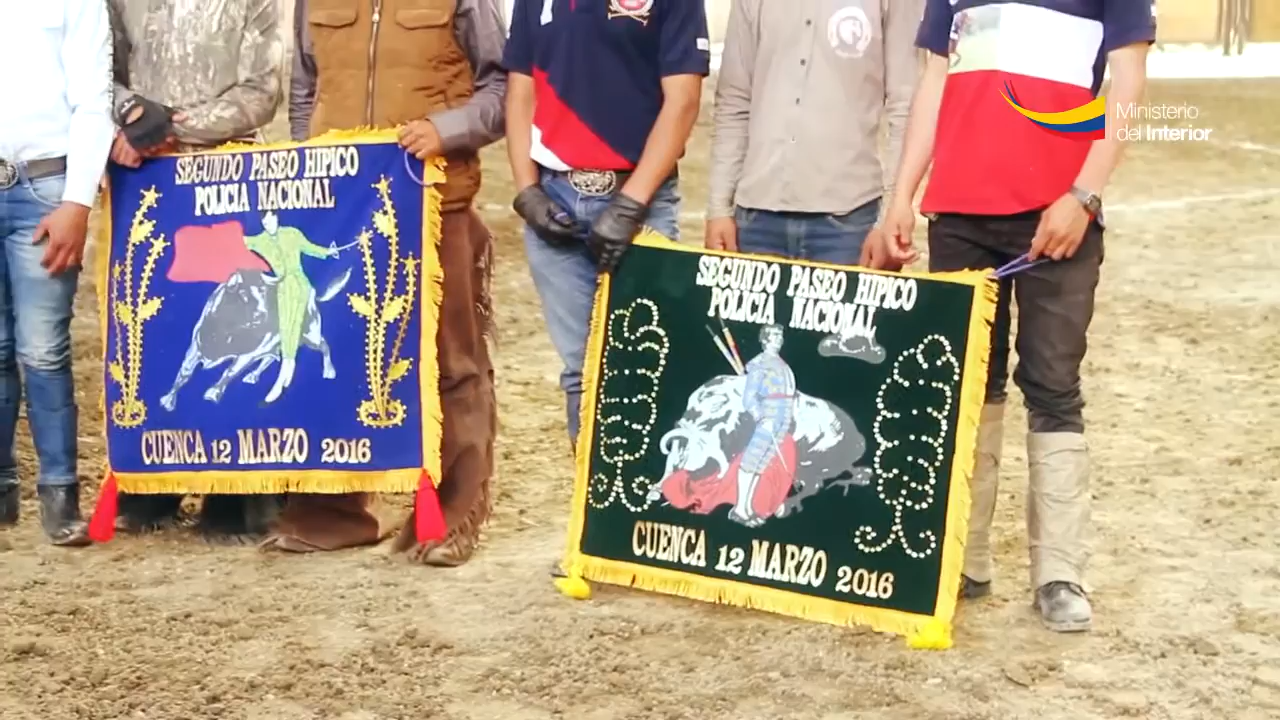 SEGUNDO PASEO HIPICO
POLICIA NACIONAL
CUENCA 12 MARZO 2016
SEGUNDO PASEO HIPICO
POLICIA NACIONAL
CUENCA 12 MARZO 2016
Ministerio
del Interior